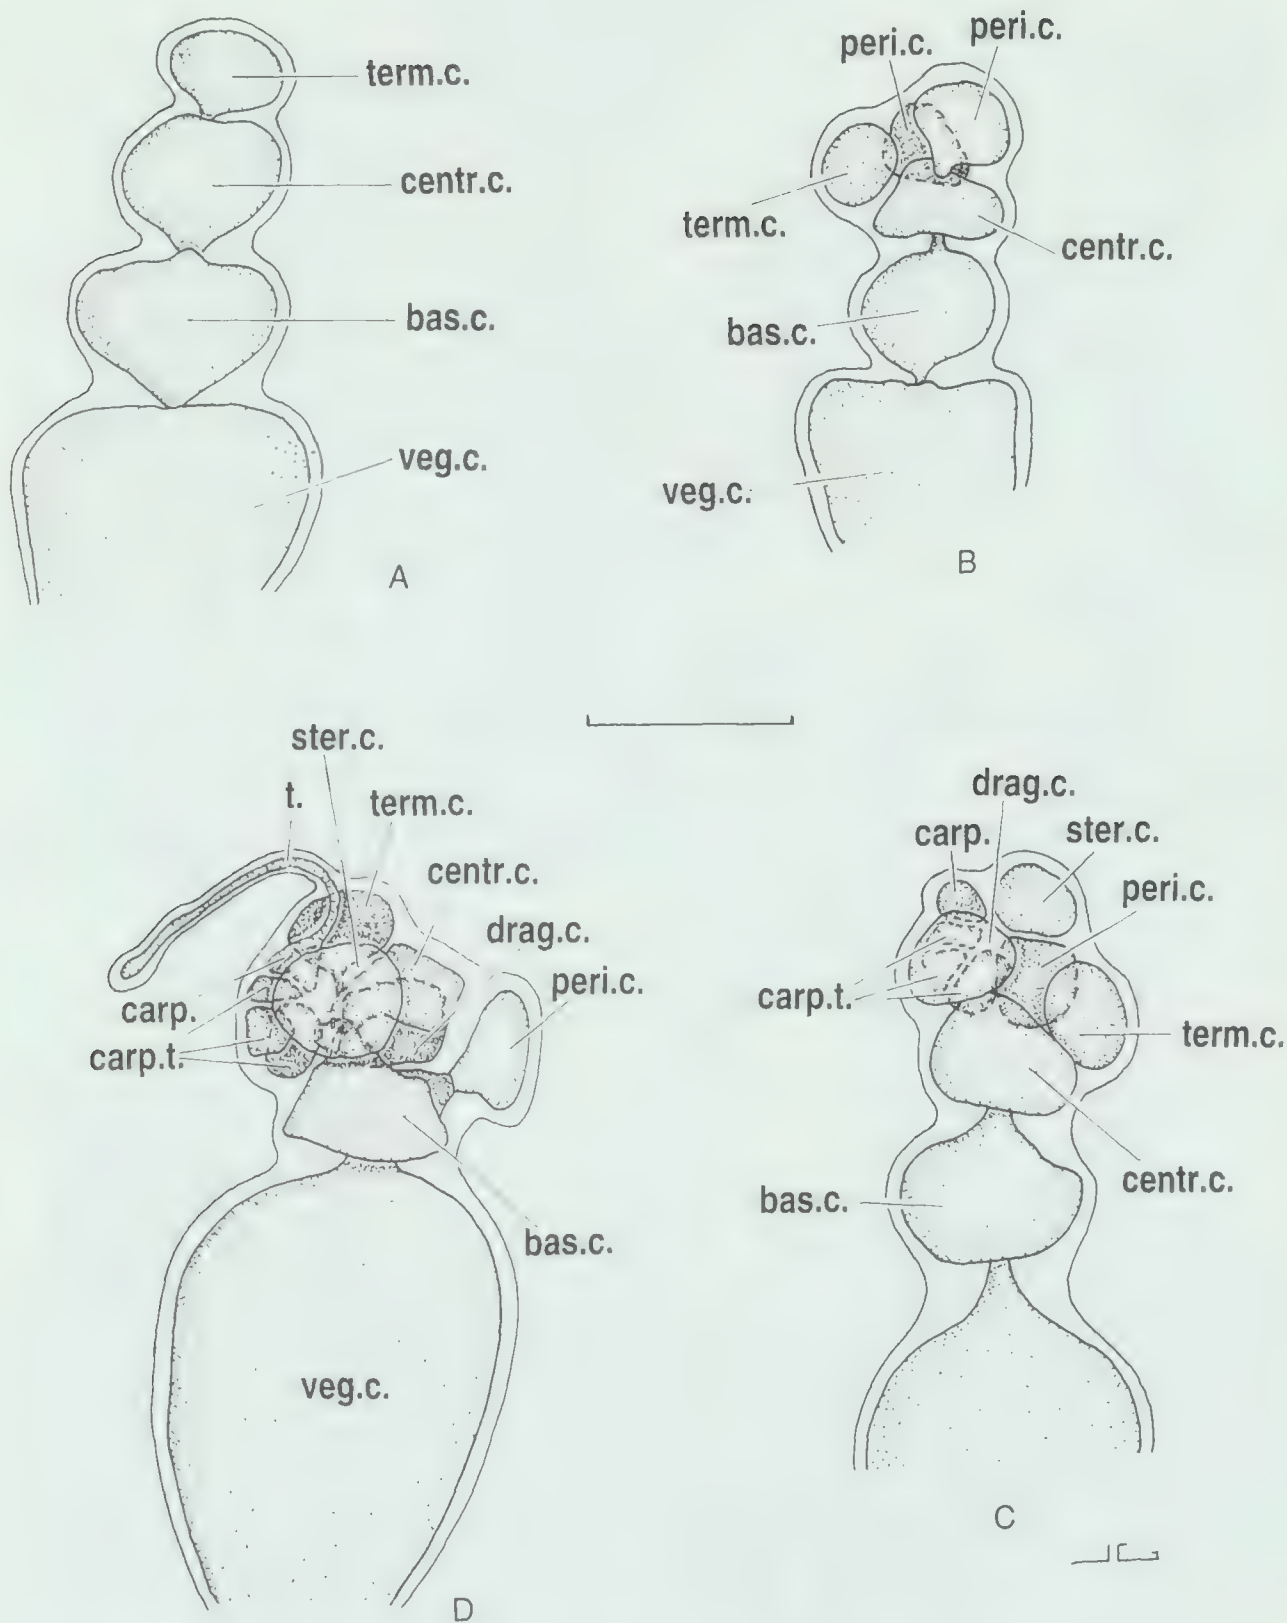 term.c.
centr.c.
bas.c.
veg.c.
A
peri.c.
peri.c.
term.c.
centr.c.
bas.c.
veg.c.
B
ster.c.
t.
term.c.
centr.c.
drag.c.
peri.c.
carp.
carp.t.
bas.c.
veg.c.
D
drag.c.
carp.
ster.c.
peri.c.
carp.t.
term.c.
centr.c.
bas.c.
C